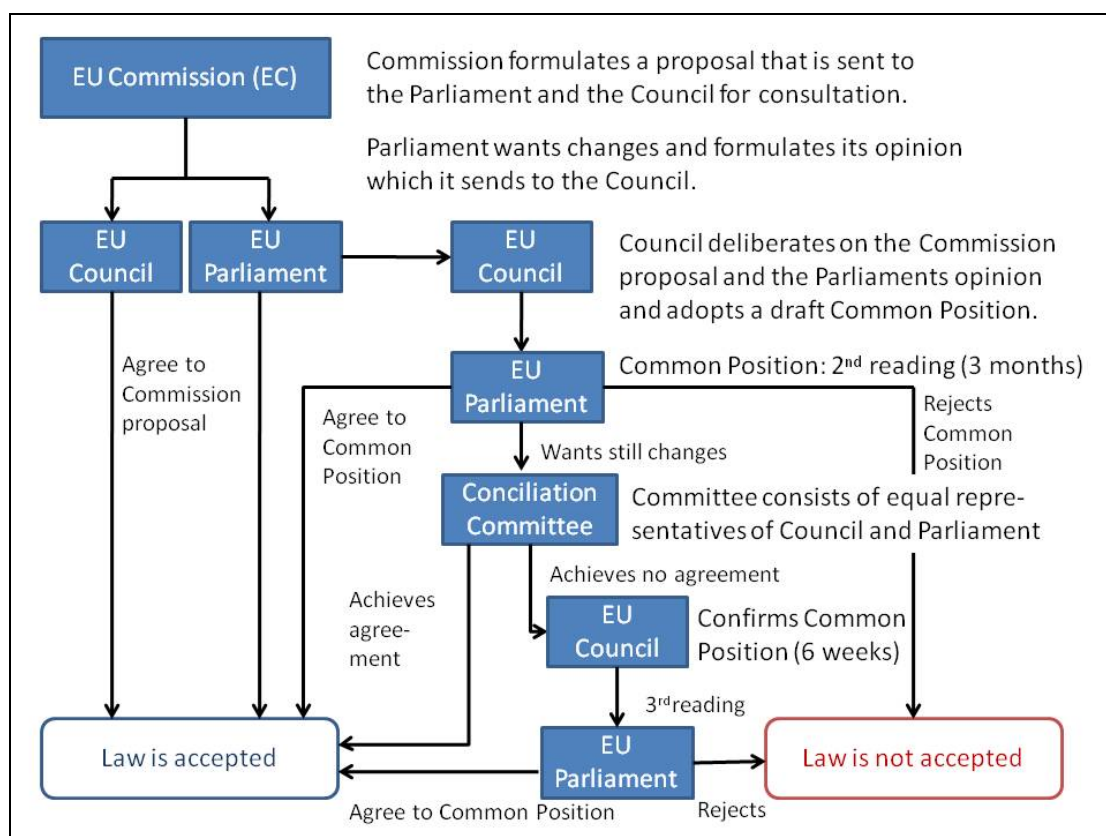 EU Commission (EC)
Commission formulates a proposal that is sent to
the Parliament and the Council for consultation.
Parliament wants changes and formulates its opinion
which it sends to the Council.
EU
Council
EU
Parliament
EU
Council
Council deliberates on the Commission
proposal and the Parliaments opinion
and adopts a draft Common Position.
Agree to
Commission
proposal
EU
Parliament
Common Position: 2nd reading (3 months)
Agree to
Common
Position
Rejects
Common
Position
Wants still changes
Conciliation
Committee
Committee consists of equal repre-
sentatives of Council and Parliament
Achieves
agree-
ment
Achieves no agreement
EU
Council
Confirms Common
Position (6 weeks)
3rd reading
Law is accepted
EU
Parliament
Law is not accepted
Agree to Common Position
Rejects